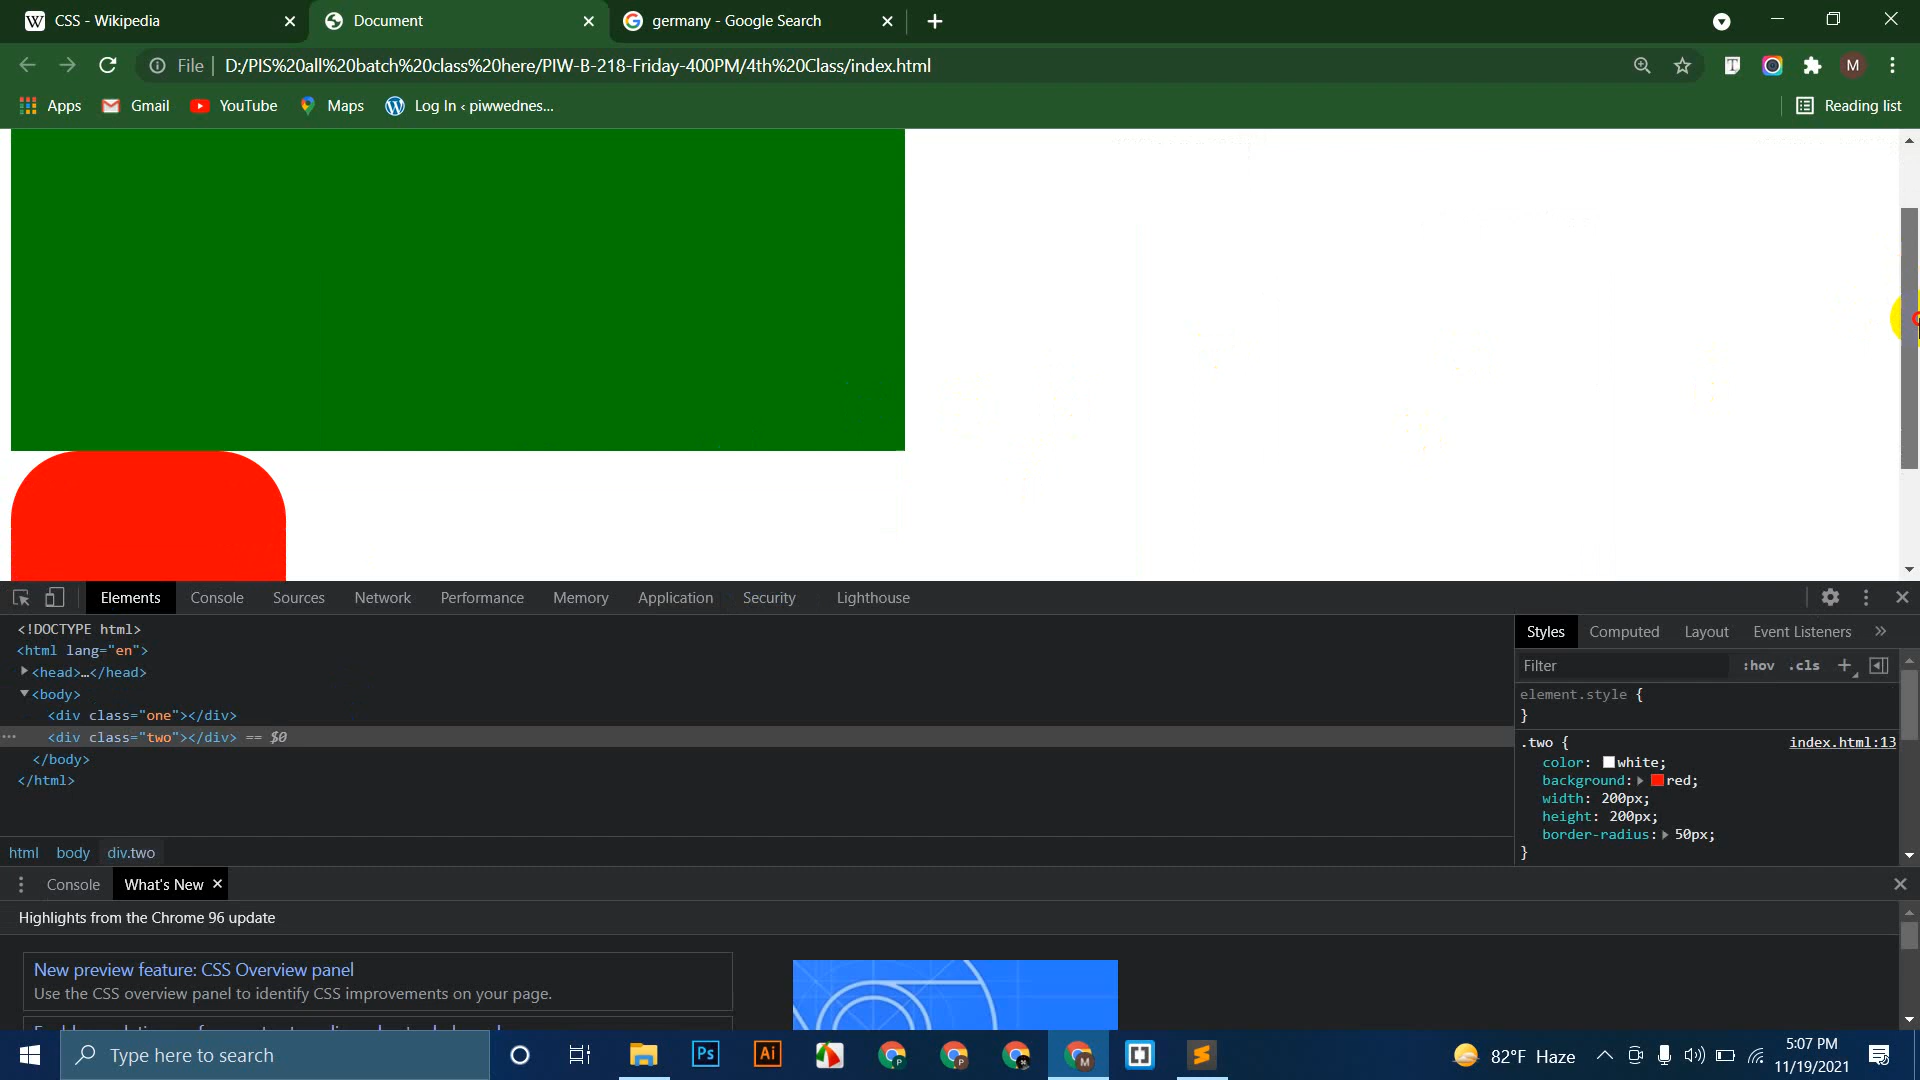 CSS - Wikipedia
Document
germany - Google Search
File
D:/PIS%20all%20batch%20class%20here/PIW-B-218-Friday-400PM/4th%20Class/index.html
M
Apps
Gmail
YouTube
Maps
Log In ‹ piwwednes...
Reading list
Elements
Console
Sources
Network
Performance
Memory
Application
Security
Lighthouse
<!DOCTYPE html>
<html lang="en">
<head>…</head>
<body>
<div class="one"></div>
<div class="two"></div> == $0
</body>
</html>
html body div.two
Styles
Computed
Layout
Event Listeners
Filter
:hov .cls
element.style {
}
.two { index.html:13
color: white;
background: red;
width: 200px;
height: 200px;
border-radius: 50px;
}
Console
What's New
Highlights from the Chrome 96 update
New preview feature: CSS Overview panel
Use the CSS overview panel to identify CSS improvements on your page.
Type here to search
82°F Haze
5:07 PM
11/19/2021